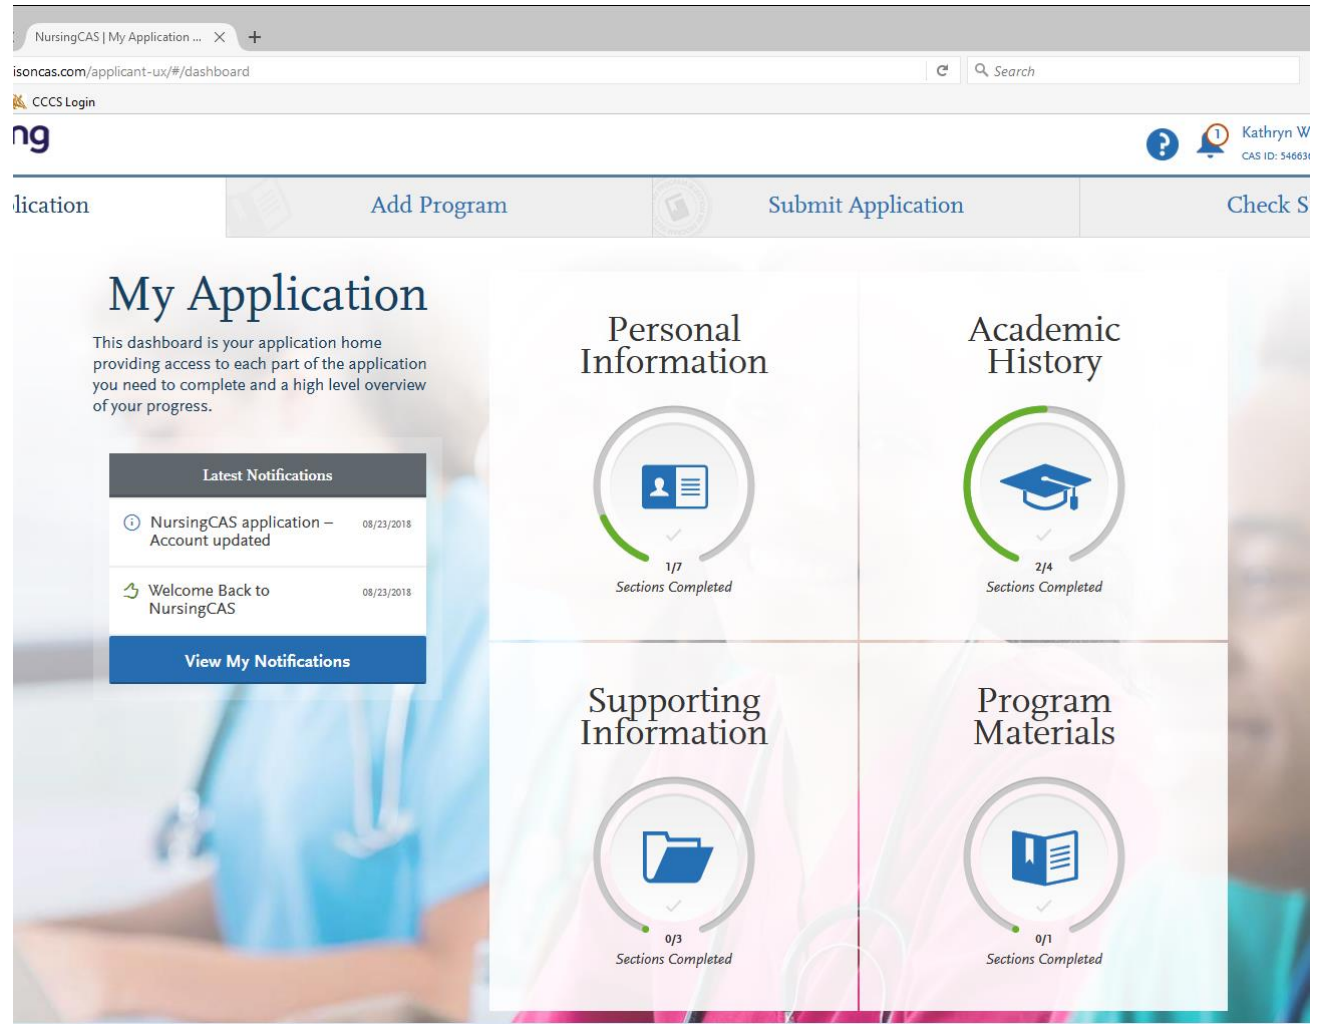 NursingCAS | My Application ...
isoncas.com/applicant-ux/#/dashboard
Search
CCCS Login
ng
1
Kathryn W
CAS ID: 54663
lication
Add Program
Submit Application
Check S
My Application
This dashboard is your application home
providing access to each part of the application
you need to complete and a high level overview
of your progress.
Latest Notifications
NursingCAS application – 08/23/2018
Account updated
Welcome Back to 08/23/2018
NursingCAS
View My Notifications
Personal
Information
1/7
Sections Completed
Academic
History
2/4
Sections Completed
Supporting
Information
0/3
Sections Completed
Program
Materials
0/1
Sections Completed